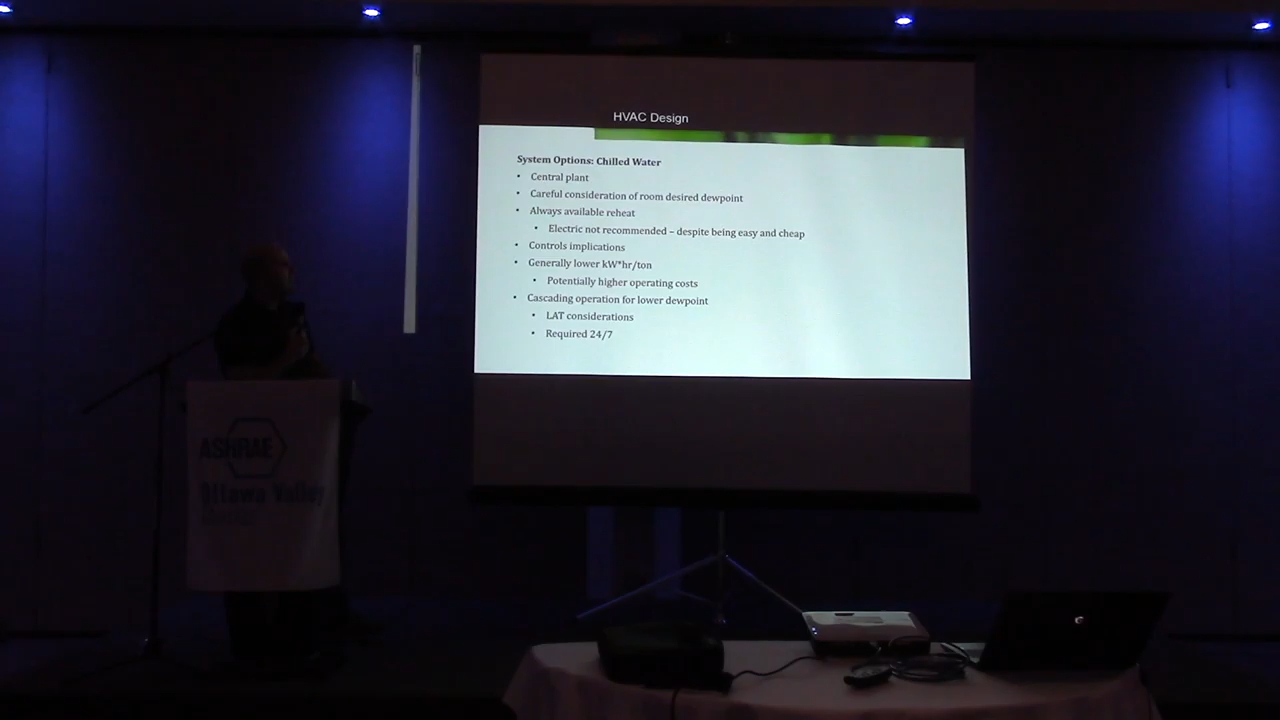 HVAC Design
System Options: Chilled Water
• Central plant
• Careful consideration of room desired dewpoint
• Always available reheat
• Electric not recommended – despite being easy and cheap
• Controls implications
• Generally lower kW*hr/ton
• Potentially higher operating costs
• Cascading operation for lower dewpoint
• LAT considerations
• Required 24/7
ASHRAE
Ottawa Valley